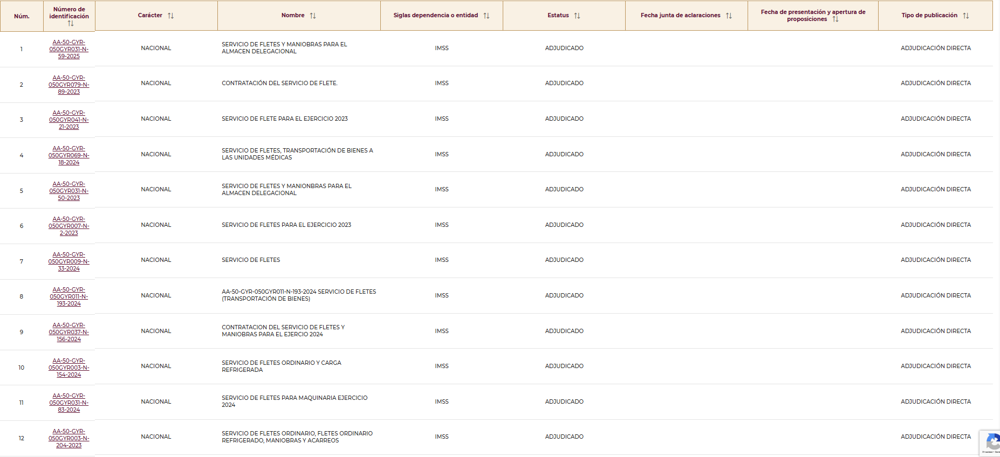 Núm.
Número de
identificación
Carácter
Nombre
Siglas dependencia o entidad
Estatus
Fecha junta de aclaraciones
Fecha de presentación y apertura de
proposiciones
Tipo de publicación
1
AA-50-GYR-
050GYR031-N-
59-2025
NACIONAL
SERVICIO DE FLETES Y MANIOBRAS PARA EL
ALMACEN DELEGACIONAL
IMSS
ADJUDICADO
ADJUDICACIÓN DIRECTA
2
AA-50-GYR-
050GYR079-N-
89-2023
NACIONAL
CONTRATACIÓN DEL SERVICIO DE FLETE.
IMSS
ADJUDICADO
ADJUDICACIÓN DIRECTA
3
AA-50-GYR-
050GYR041-N-
21-2023
NACIONAL
SERVICIO DE FLETE PARA EL EJERCICIO 2023
IMSS
ADJUDICADO
ADJUDICACIÓN DIRECTA
4
AA-50-GYR-
050GYR069-N-
18-2024
NACIONAL
SERVICIO DE FLETES, TRANSPORTACIÓN DE BIENES A
LAS UNIDADES MÉDICAS
IMSS
ADJUDICADO
ADJUDICACIÓN DIRECTA
5
AA-50-GYR-
050GYR031-N-
50-2023
NACIONAL
SERVICIO DE FLETES Y MANIONBRAS PARA EL
ALMACEN DELEGACIONAL
IMSS
ADJUDICADO
ADJUDICACIÓN DIRECTA
6
AA-50-GYR-
050GYR007-N-
2-2023
NACIONAL
SERVICIO DE FLETES PARA EL EJERCICIO 2023
IMSS
ADJUDICADO
ADJUDICACIÓN DIRECTA
7
AA-50-GYR-
050GYR009-N-
33-2024
NACIONAL
SERVICIO DE FLETES
IMSS
ADJUDICADO
ADJUDICACIÓN DIRECTA
8
AA-50-GYR-
050GYR011-N-
193-2024
NACIONAL
AA-50-GYR-050GYR011-N-193-2024 SERVICIO DE FLETES
(TRANSPORTACIÓN DE BIENES)
IMSS
ADJUDICADO
ADJUDICACIÓN DIRECTA
9
AA-50-GYR-
050GYR037-N-
156-2024
NACIONAL
CONTRATACION DEL SERVICIO DE FLETES Y
MANIOBRAS PARA EL EJERCIO 2024
IMSS
ADJUDICADO
ADJUDICACIÓN DIRECTA
10
AA-50-GYR-
050GYR003-N-
154-2024
NACIONAL
SERVICIO DE FLETES ORDINARIO Y CARGA
REFRIGERADA
IMSS
ADJUDICADO
ADJUDICACIÓN DIRECTA
11
AA-50-GYR-
050GYR031-N-
83-2024
NACIONAL
SERVICIO DE FLETES PARA MAQUINARIA EJERCICIO
2024
IMSS
ADJUDICADO
ADJUDICACIÓN DIRECTA
12
AA-50-GYR-
050GYR003-N-
204-2023
NACIONAL
SERVICIO DE FLETES ORDINARIO, FLETES ORDINARIO
REFRIGERADO, MANIOBRAS Y ACARREOS
IMSS
ADJUDICADO
ADJUDICACIÓN DIRECTA